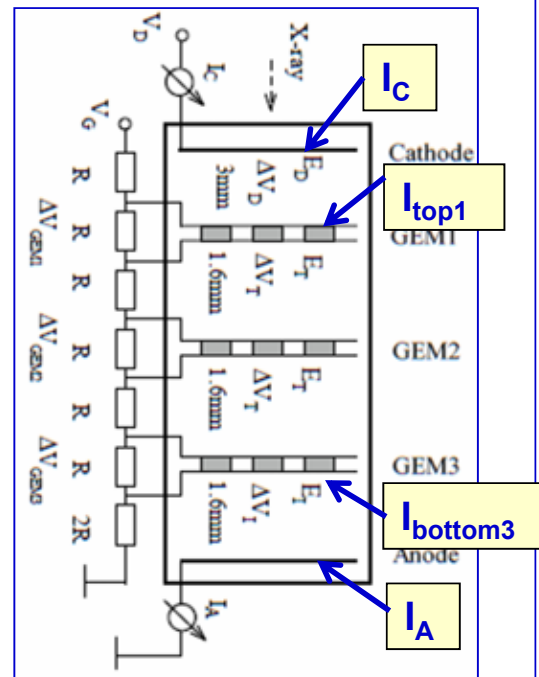 V_D
I_C
X-ray
I_C
V_G
Cathode
E_D
ΔV_D
3mm
I_top1
GEM1
R
R
ΔV_GEM1
E_T
ΔV_T
1.6mm
R
GEM2
R
ΔV_GEM2
E_T
ΔV_T
1.6mm
R
GEM3
R
ΔV_GEM3
E_I
ΔV_I
1.6mm
2R
I_bottom3
Anode
I_A
I_A